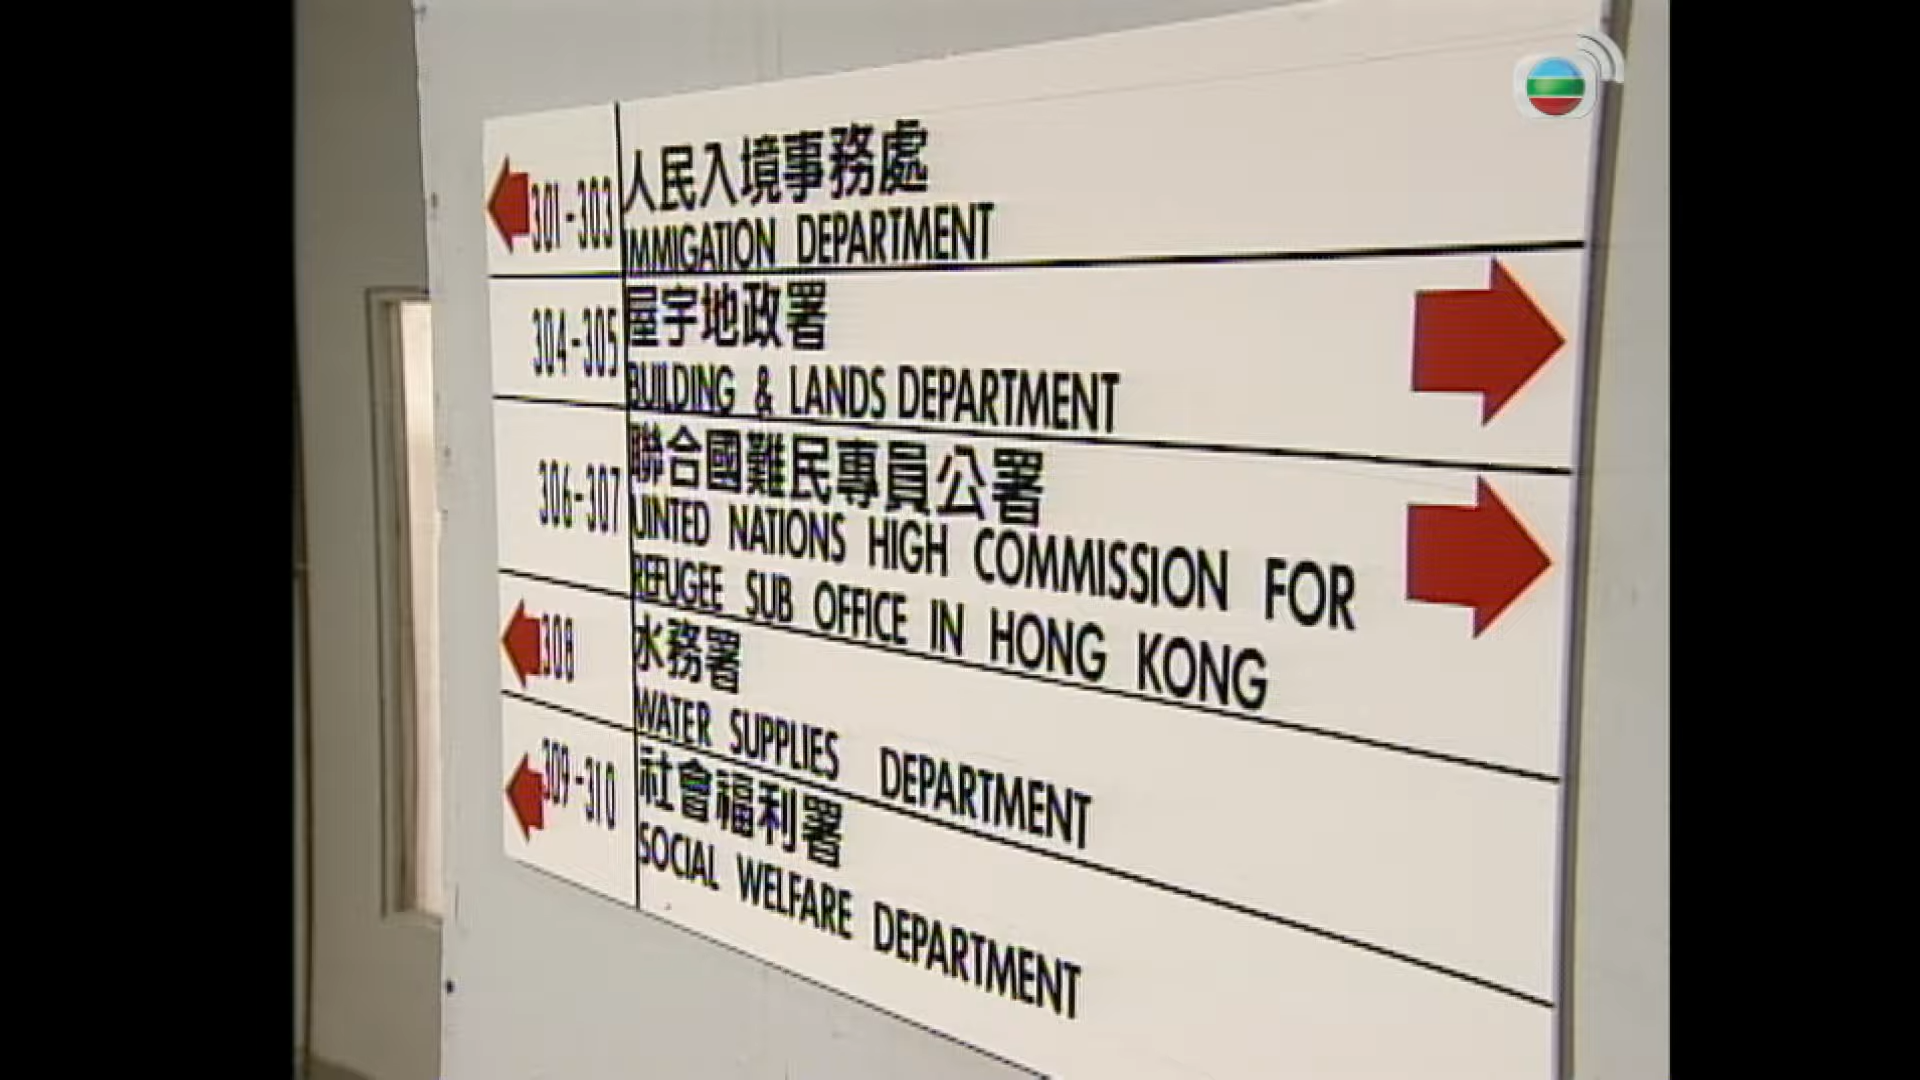 301-303
人民入境事務處
IMMIGATION DEPARTMENT
304-305
屋宇地政署
BUILDING & LANDS DEPARTMENT
306-307
聯合國難民專員公署
UINTED NATIONS HIGH COMMISSION FOR
REFUGEE SUB OFFICE IN HONG KONG
308
水務署
WATER SUPPLIES DEPARTMENT
309-310
社會福利署
SOCIAL WELFARE DEPARTMENT